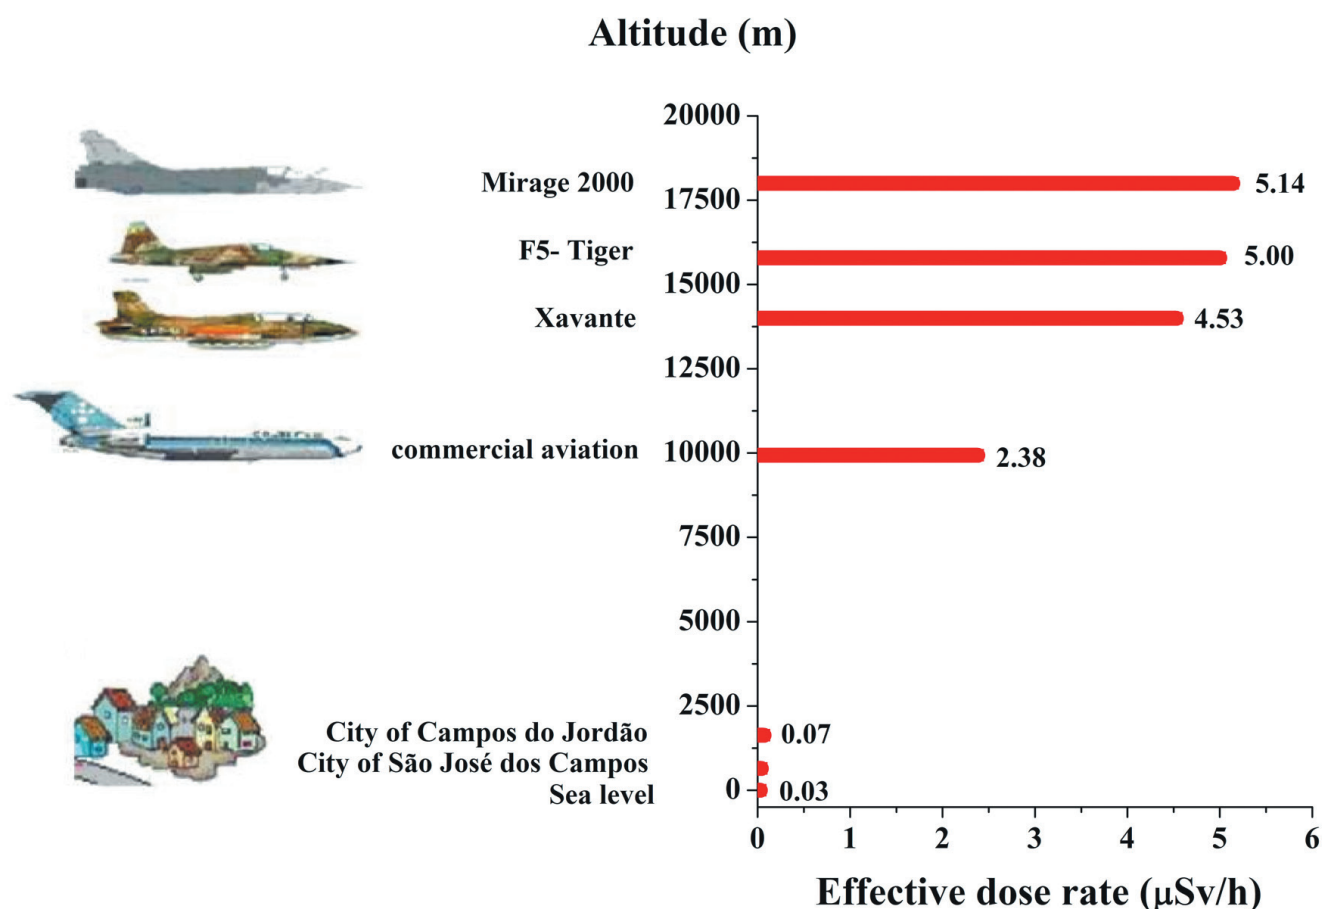 Altitude (m)
20000
Mirage 2000
5.14
17500
F5- Tiger
5.00
15000
Xavante
4.53
12500
commercial aviation
10000
2.38
7500
5000
2500
City of Campos do Jordão
0.07
City of São José dos Campos
Sea level
0
0.03
0 1 2 3 4 5 6
Effective dose rate (μSv/h)